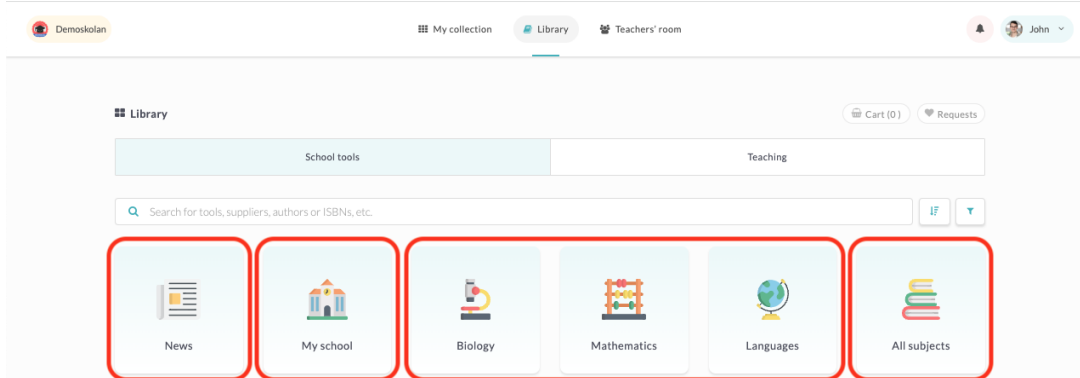 Demoskolan
My collection
Library
Teachers' room
John
Library
Cart (0)
Requests
School tools
Teaching
Search for tools, suppliers, authors or ISBNs, etc.
News
My school
Biology
Mathematics
Languages
All subjects